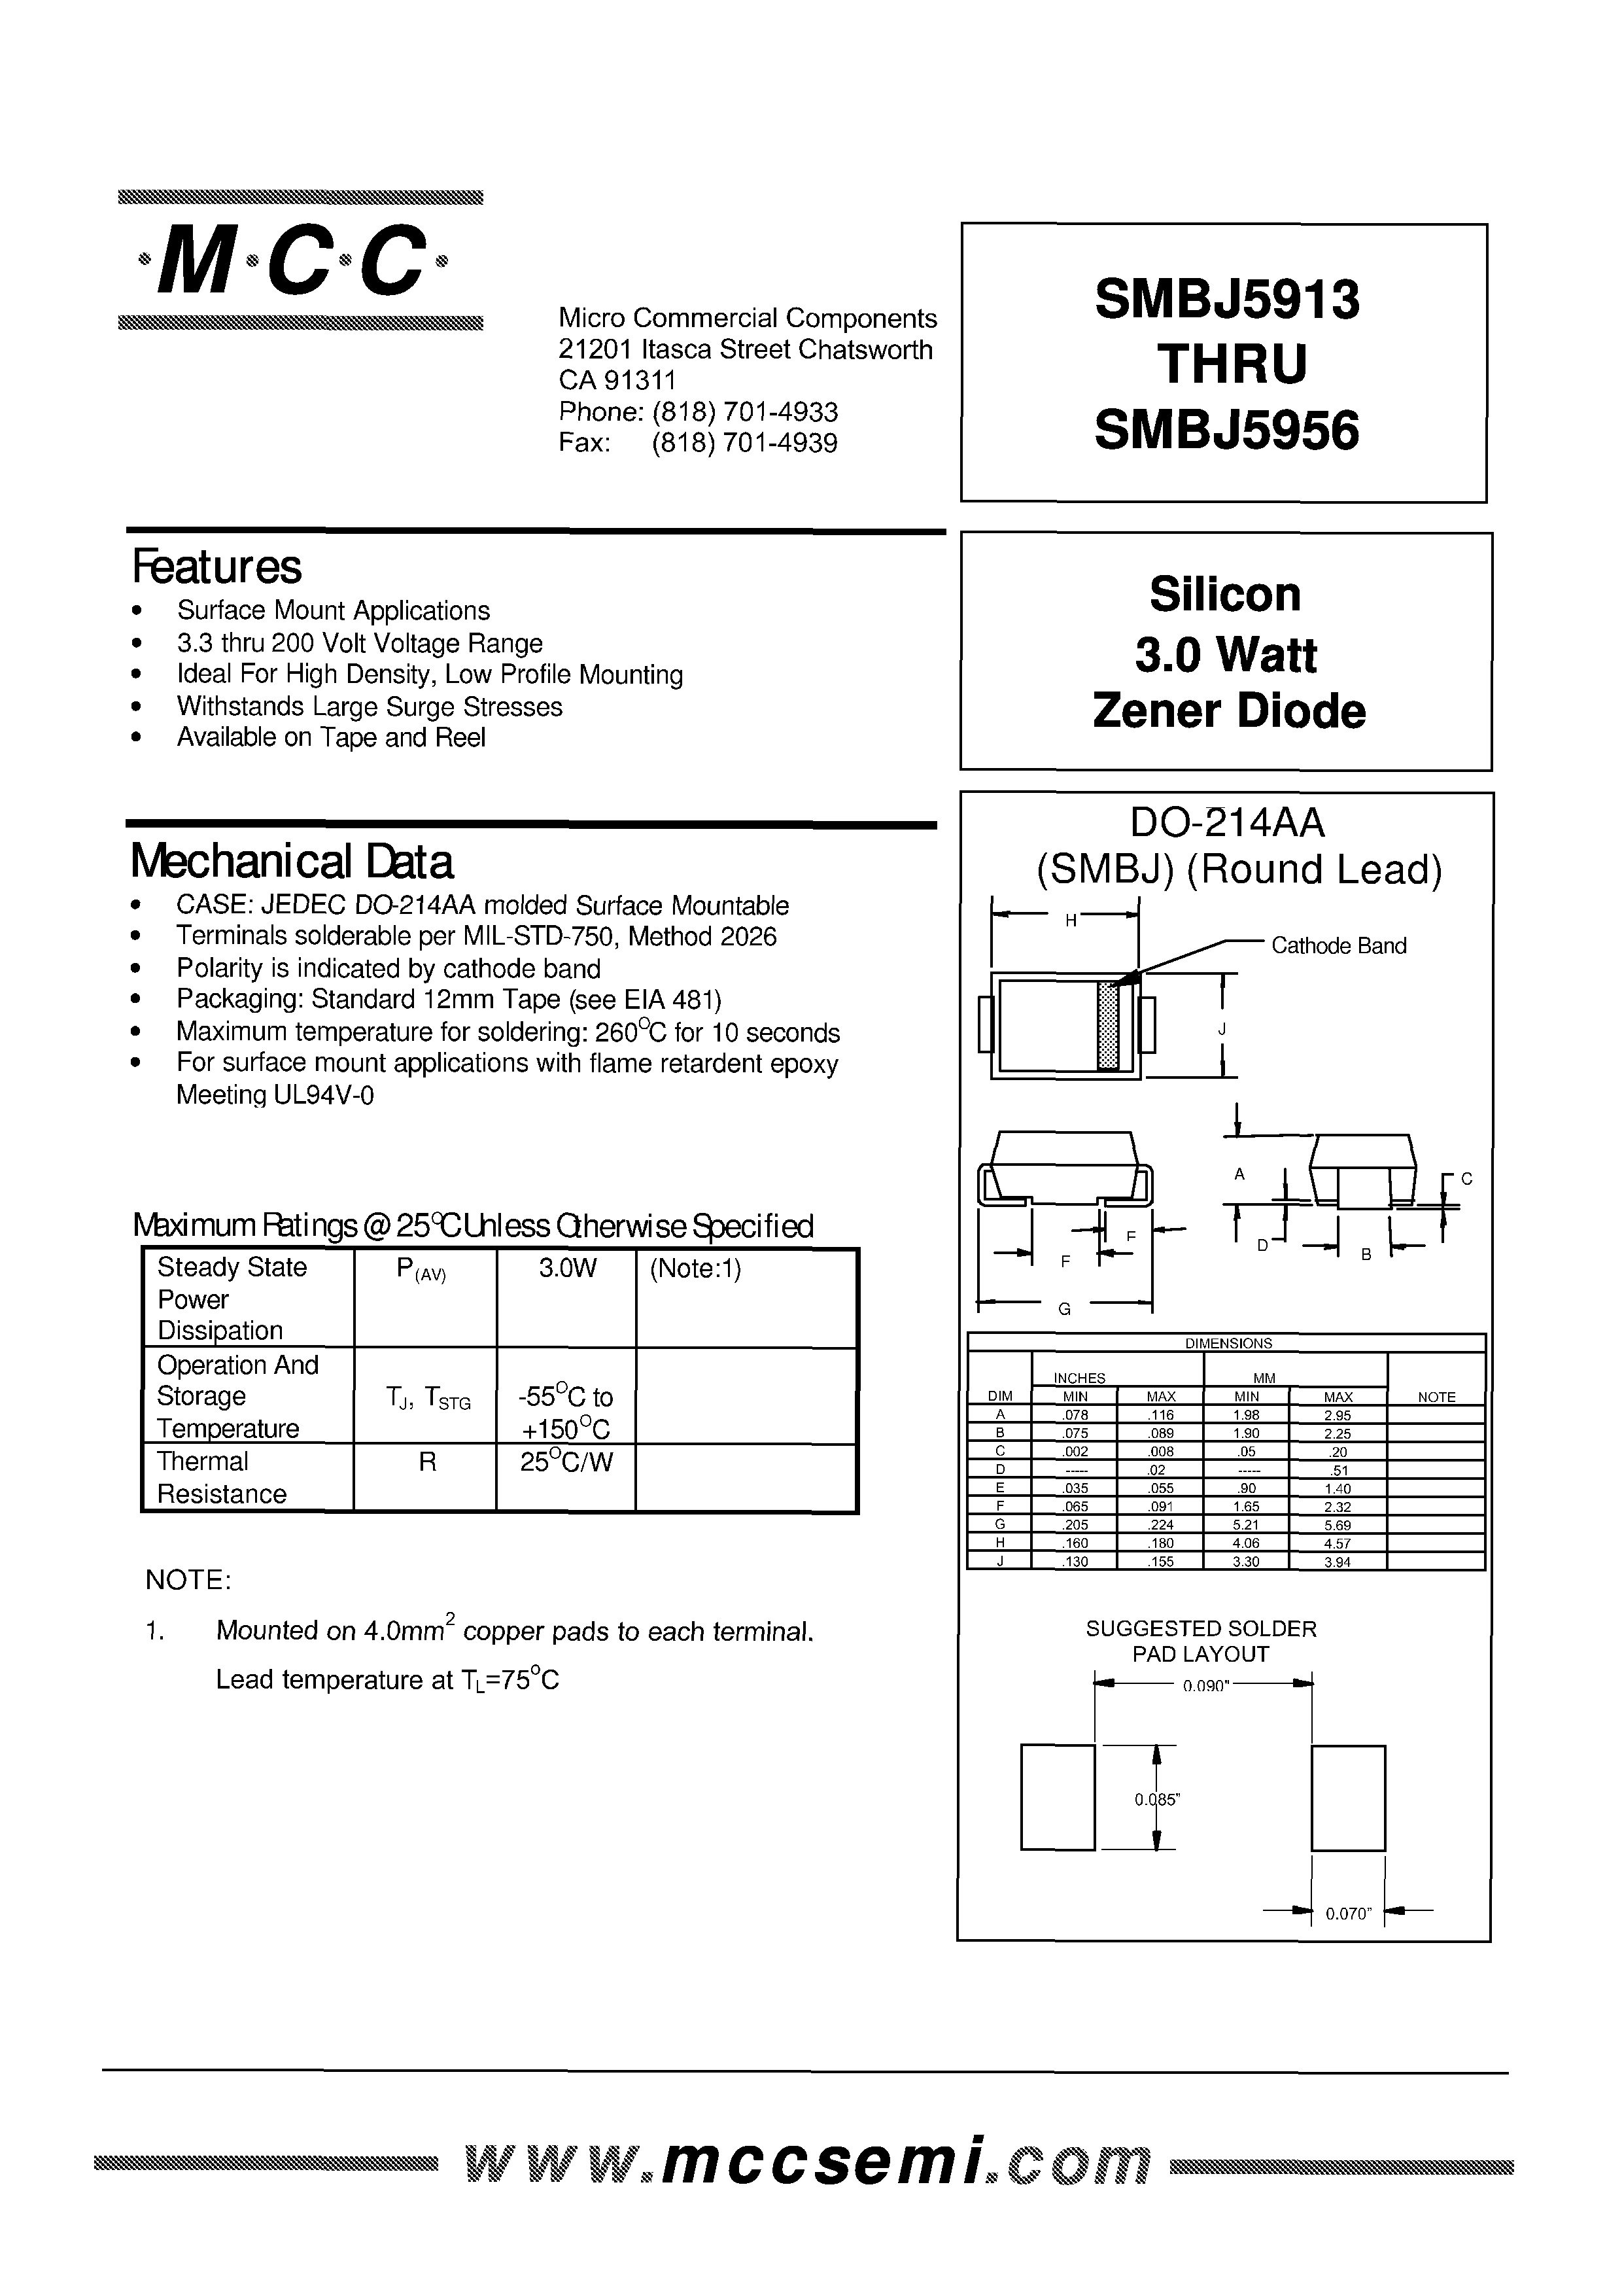 ·M·C·C·
Micro Commercial Components
21201 Itasca Street Chatsworth
CA 91311
Phone: (818) 701-4933
Fax: (818) 701-4939
SMBJ5913
THRU
SMBJ5956
Features
• Surface Mount Applications
• 3.3 thru 200 Volt Voltage Range
• Ideal For High Density, Low Profile Mounting
• Withstands Large Surge Stresses
• Available on Tape and Reel
Silicon
3.0 Watt
Zener Diode
Mechanical Data
• CASE: JEDEC DO-214AA molded Surface Mountable
• Terminals solderable per MIL-STD-750, Method 2026
• Polarity is indicated by cathode band
• Packaging: Standard 12mm Tape (see EIA 481)
• Maximum temperature for soldering: 260°C for 10 seconds
• For surface mount applications with flame retardent epoxy
Meeting UL94V-0
Maximum Ratings @ 25°C Unless Otherwise Specified
Steady State P(AV) 3.0W (Note:1)
Power
Dissipation
Operation And
Storage TJ, TSTG -55°C to
Temperature +150°C
Thermal R 25°C/W
Resistance
NOTE:
1. Mounted on 4.0mm² copper pads to each terminal.
Lead temperature at TL=75°C
DO-214AA
(SMBJ) (Round Lead)
H
Cathode Band
J
A
C
D
B
F
F
G
DIMENSIONS
INCHES MM
DIM MIN MAX MIN MAX NOTE
A .078 .116 1.98 2.95
B .075 .089 1.90 2.25
C .002 .008 .05 .20
D ----- .02 ----- .51
E .035 .055 .90 1.40
F .065 .091 1.65 2.32
G .205 .224 5.21 5.69
H .160 .180 4.06 4.57
J .130 .155 3.30 3.94
SUGGESTED SOLDER
PAD LAYOUT
0.090"
0.085"
0.070"
www.mccsemi.com